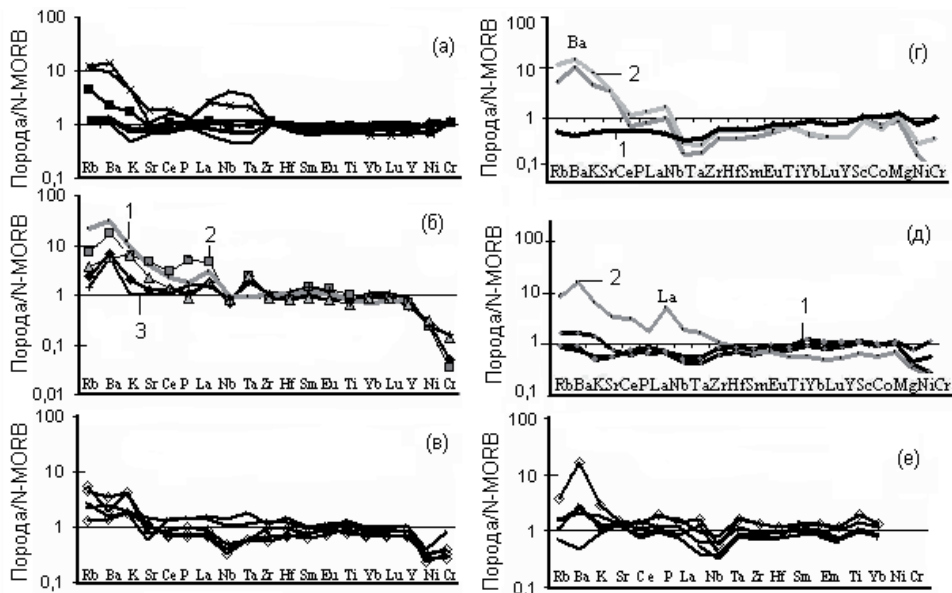 100
10
1
0,1
Порода/N-MORB
(а)
Rb Ba K Sr Ce P La Nb Ta Zr Hf Sm Eu Ti Yb Lu Y Ni Cr
100
10
1
0,1
0,01
Порода/N-MORB
(б)
1
2
3
Rb Ba K Sr Ce P La Nb Ta Zr Hf Sm Eu Ti Yb Lu Y Ni Cr
100
10
1
0,1
Порода/N-MORB
(в)
Rb Ba K Sr Ce P La Nb Ta Zr Hf Sm Eu Ti Yb Lu Y Ni Cr
100
10
1
0,1
Порода/N-MORB
(г)
Ba
2
1
RbBaKSrCePLaNbTaZrHfSmEuTiYbLuYScCoMgNiCr
100
10
1
0,1
Порода/N-MORB
(д)
2
La
1
RbBaKSrCePLaNbTaZrHfSmEuTiYbLuYScCoMgNiCr
100
10
1
0,1
Порода/N-MORB
(е)
Rb Ba K Sr Ce P La Nb Ta Zr Hf Sm Em Ti Yb